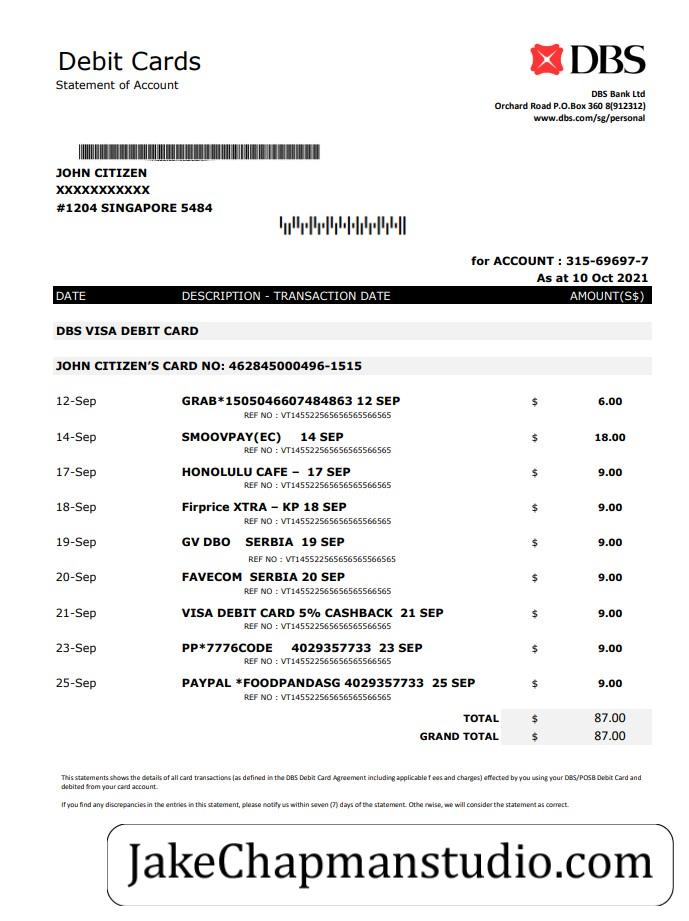 Debit Cards
Statement of Account
DBS
DBS Bank Ltd
Orchard Road P.O.Box 360 8(912312)
www.dbs.com/sg/personal
JOHN CITIZEN
XXXXXXXXXXX
#1204 SINGAPORE 5484
for ACCOUNT : 315-69697-7
As at 10 Oct 2021
DATE DESCRIPTION - TRANSACTION DATE AMOUNT(S$)
DBS VISA DEBIT CARD
JOHN CITIZEN’S CARD NO: 462845000496-1515
12-Sep GRAB*1505046607484863 12 SEP $ 6.00
REF NO : VT145522565656565566565
14-Sep SMOOVPAY(EC) 14 SEP $ 18.00
REF NO : VT145522565656565566565
17-Sep HONOLULU CAFE – 17 SEP $ 9.00
REF NO : VT145522565656565566565
18-Sep Firprice XTRA – KP 18 SEP $ 9.00
REF NO : VT145522565656565566565
19-Sep GV DBO SERBIA 19 SEP $ 9.00
REF NO : VT145522565656565566565
20-Sep FAVECOM SERBIA 20 SEP $ 9.00
REF NO : VT145522565656565566565
21-Sep VISA DEBIT CARD 5% CASHBACK 21 SEP $ 9.00
REF NO : VT145522565656565566565
23-Sep PP*7776CODE 4029357733 23 SEP $ 9.00
REF NO : VT145522565656565566565
25-Sep PAYPAL *FOODPANDASG 4029357733 25 SEP $ 9.00
REF NO : VT145522565656565566565
TOTAL $ 87.00
GRAND TOTAL $ 87.00
This statements shows the details of all card transactions (as defined in the DBS Debit Card Agreement including applicable f ees and charges) effected by you using your DBS/POSB Debit Card and
debited from your card account.
If you find any discrepancies in the entries in this statement, please notify us within seven (7) days of the statement. Othe rwise, we will consider the statement as correct.
JakeChapmanstudio.com